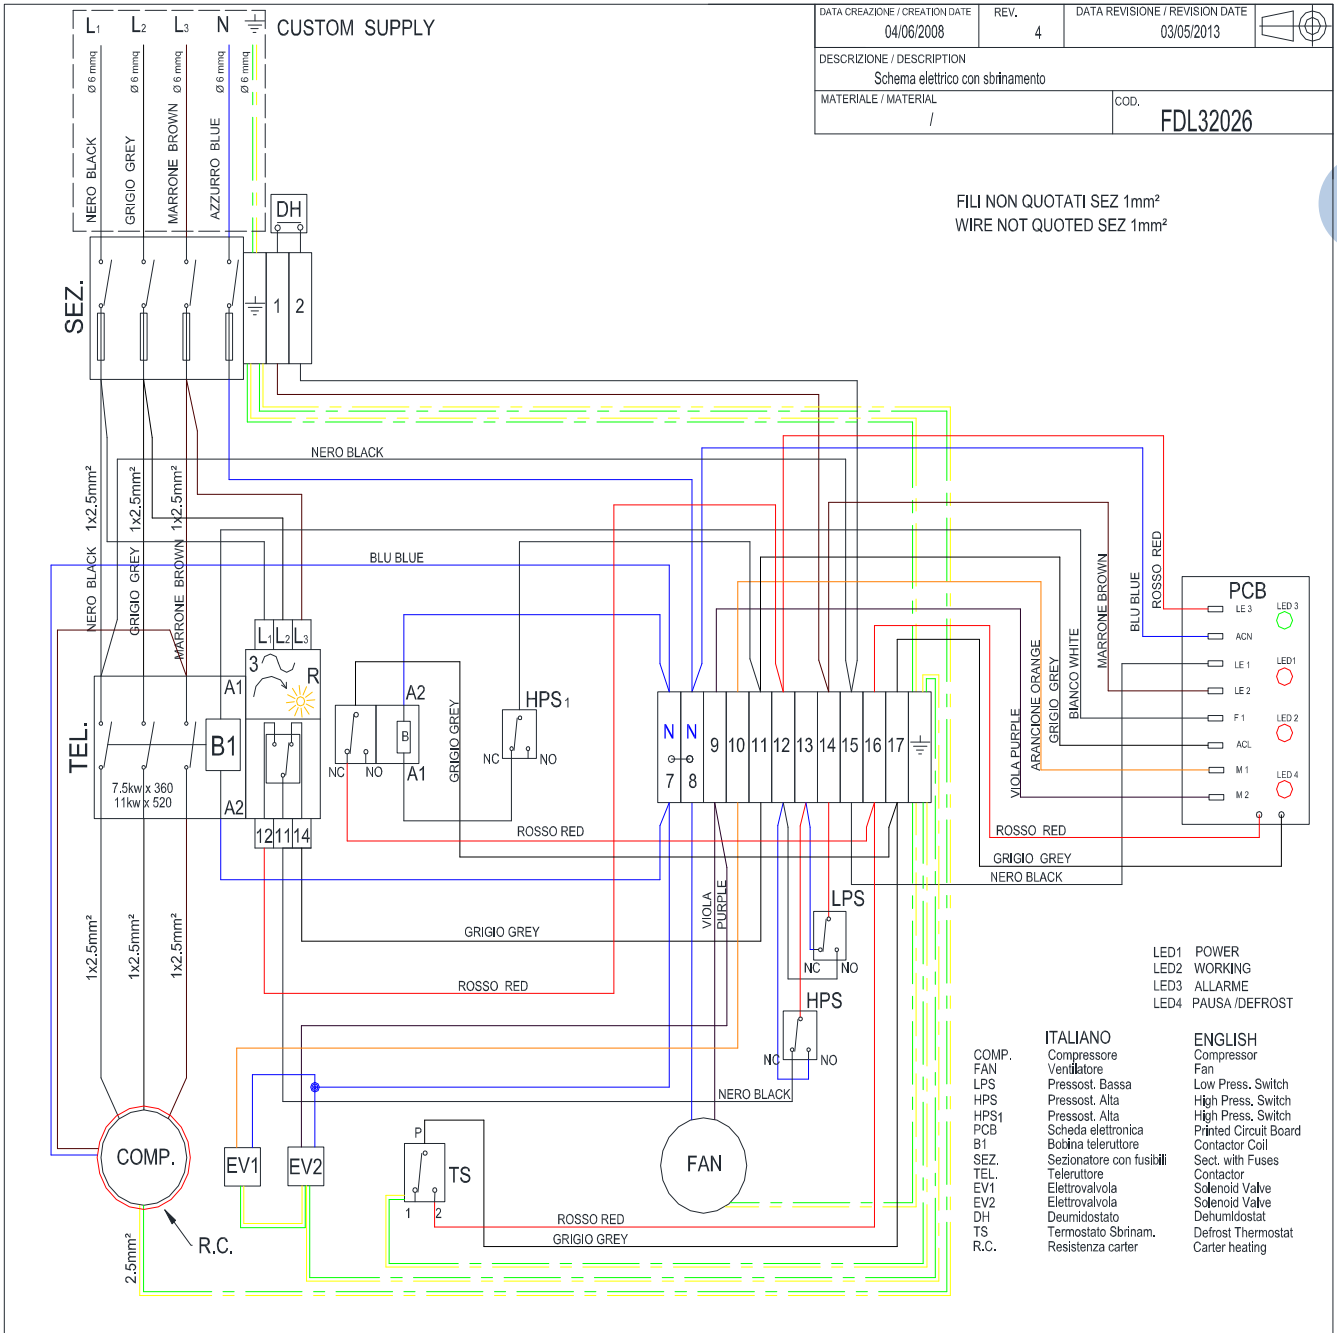 L1 L2 L3 N CUSTOM SUPPLY
Ø 6 mmq Ø 6 mmq Ø 6 mmq Ø 6 mmq Ø 6 mmq
NERO BLACK
GRIGIO GREY
MARRONE BROWN
AZZURRO BLUE
DATA CREAZIONE / CREATION DATE
04/06/2008
REV.
4
DATA REVISIONE / REVISION DATE
03/05/2013
DESCRIZIONE / DESCRIPTION
Schema elettrico con sbrinamento
MATERIALE / MATERIAL
/
COD.
FDL32026
FILI NON QUOTATI SEZ 1mm²
WIRE NOT QUOTED SEZ 1mm²
DH
SEZ.
1 2
NERO BLACK
NERO BLACK 1x2.5mm²
GRIGIO GREY 1x2.5mm²
MARRONE BROWN 1x2.5mm²
BLU BLUE
L1 L2 L3
3 R
A1
TEL.
B1
7.5kw x 360
11kw x 520
A2
12 11 14
A2
B
NC NO A1
GRIGIO GREY
HPS1
NC NO
ROSSO RED
N N 9 10 11 12 13 14 15 16 17
7 8
VIOLA PURPLE
ARANCIONE ORANGE
GRIGIO GREY
BIANCO WHITE
MARRONE BROWN
BLU BLUE
ROSSO RED
PCB
LE 3 LED 3
ACN
LE 1 LED1
LE 2
F 1 LED 2
ACL
M 1 LED 4
M 2
ROSSO RED
GRIGIO GREY
NERO BLACK
VIOLA
PURPLE
LPS
NC NO
HPS
NC NO
1x2.5mm²
1x2.5mm²
1x2.5mm²
GRIGIO GREY
ROSSO RED
NERO BLACK
COMP.
EV1
EV2
P
TS
1 2
FAN
ROSSO RED
GRIGIO GREY
R.C.
2.5mm²
LED1 POWER
LED2 WORKING
LED3 ALLARME
LED4 PAUSA /DEFROST
ITALIANO ENGLISH
COMP. Compressore Compressor
FAN Ventilatore Fan
LPS Pressost. Bassa Low Press. Switch
HPS Pressost. Alta High Press. Switch
HPS1 Pressost. Alta High Press. Switch
PCB Scheda elettronica Printed Circuit Board
B1 Bobina teleruttore Contactor Coil
SEZ. Sezionatore con fusibili Sect. with Fuses
TEL. Teleruttore Contactor
EV1 Elettrovalvola Solenoid Valve
EV2 Elettrovalvola Solenoid Valve
DH Deumidostato Dehumidostat
TS Termostato Sbrinam. Defrost Thermostat
R.C. Resistenza carter Carter heating